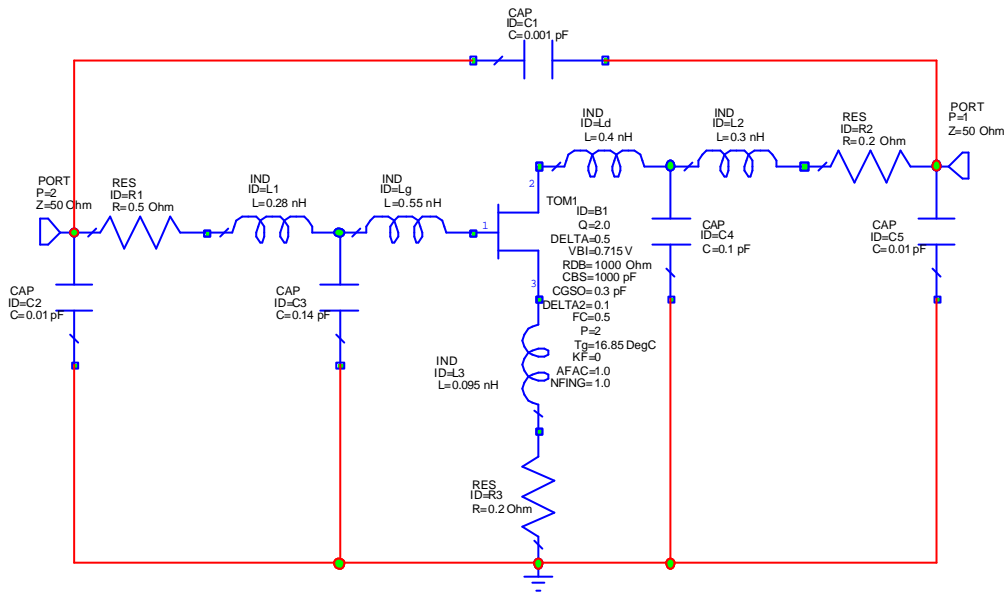 CAP
ID=C1
C=0.001 pF
PORT
P=1
Z=50 Ohm
IND
ID=Ld
L=0.4 nH
IND
ID=L2
L=0.3 nH
RES
ID=R2
R=0.2 Ohm
PORT
P=2
Z=50 Ohm
RES
ID=R1
R=0.5 Ohm
IND
ID=L1
L=0.28 nH
IND
ID=Lg
L=0.55 nH
2
1
3
TOM1
ID=B1
Q=2.0
DELTA=0.5
VBI=0.715 V
RDB=1000 Ohm
CBS=1000 pF
CGSO=0.3 pF
DELTA2=0.1
FC=0.5
P=2
Tg=16.85 DegC
KF=0
AFAC=1.0
NFING=1.0
CAP
ID=C4
C=0.1 pF
CAP
ID=C5
C=0.01 pF
CAP
ID=C2
C=0.01 pF
CAP
ID=C3
C=0.14 pF
IND
ID=L3
L=0.095 nH
RES
ID=R3
R=0.2 Ohm